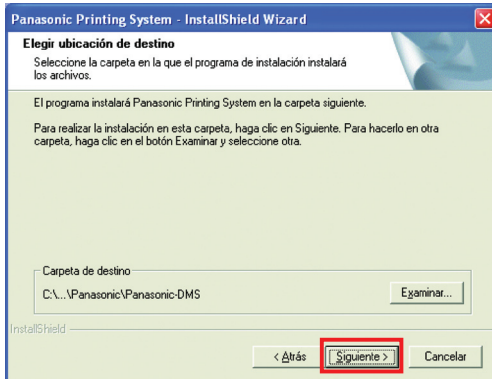 Panasonic Printing System - InstallShield Wizard
Elegir ubicación de destino
Seleccione la carpeta en la que el programa de instalación instalará
los archivos.
El programa instalará Panasonic Printing System en la carpeta siguiente.
Para realizar la instalación en esta carpeta, haga clic en Siguiente. Para hacerlo en otra
carpeta, haga clic en el botón Examinar y seleccione otra.
Carpeta de destino
C:\...\Panasonic\Panasonic-DMS
Examinar...
InstallShield
< Atrás
Siguiente >
Cancelar